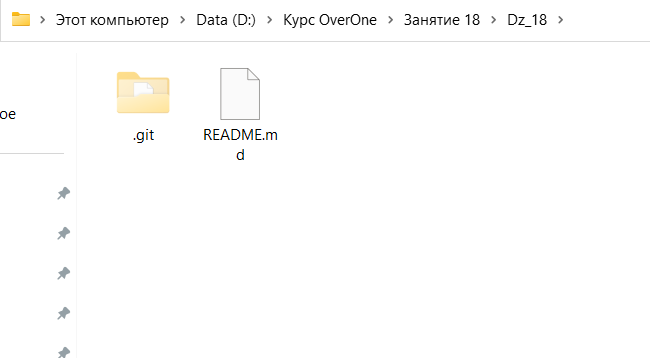 Этот компьютер > Data (D:) > Курс OverOne > Занятие 18 > Dz_18 >
ое
.git
README.m
d